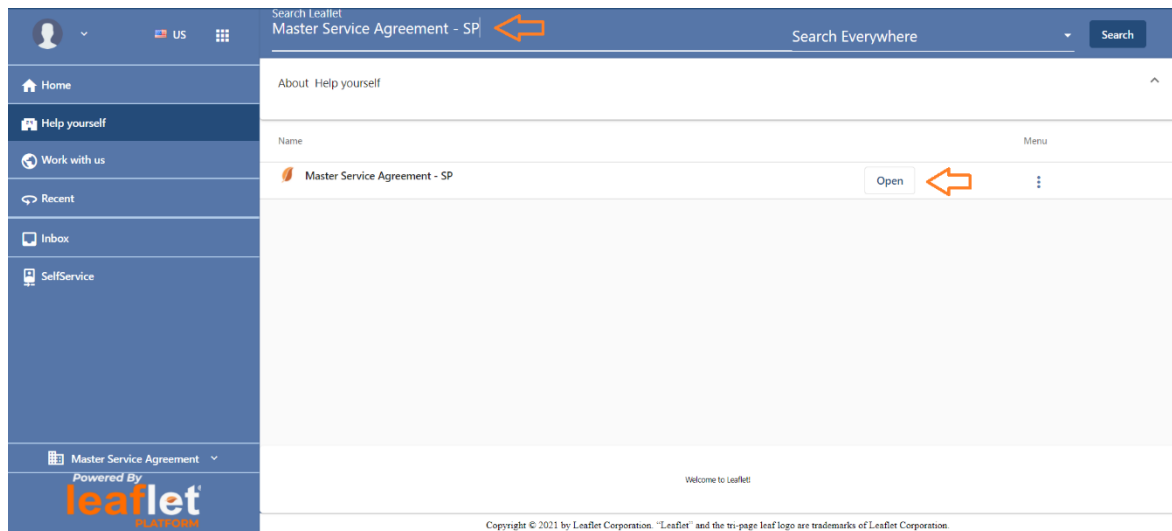 Search Leaflet
Master Service Agreement - SP
Search Everywhere
Search
US
Home
Help yourself
Work with us
Recent
Inbox
SelfService
Master Service Agreement
Powered By
leaflet
PLATFORM
About Help yourself
Name Menu
Master Service Agreement - SP Open
Welcome to Leaflet!
Copyright © 2021 by Leaflet Corporation. "Leaflet" and the tri-page leaf logo are trademarks of Leaflet Corporation.